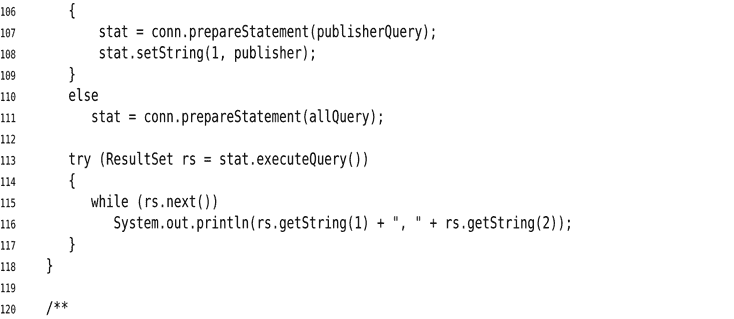 106       {
107           stat = conn.prepareStatement(publisherQuery);
108           stat.setString(1, publisher);
109       }
110       else
111          stat = conn.prepareStatement(allQuery);
112
113       try (ResultSet rs = stat.executeQuery())
114       {
115          while (rs.next())
116             System.out.println(rs.getString(1) + ", " + rs.getString(2));
117       }
118    }
119
120    /**